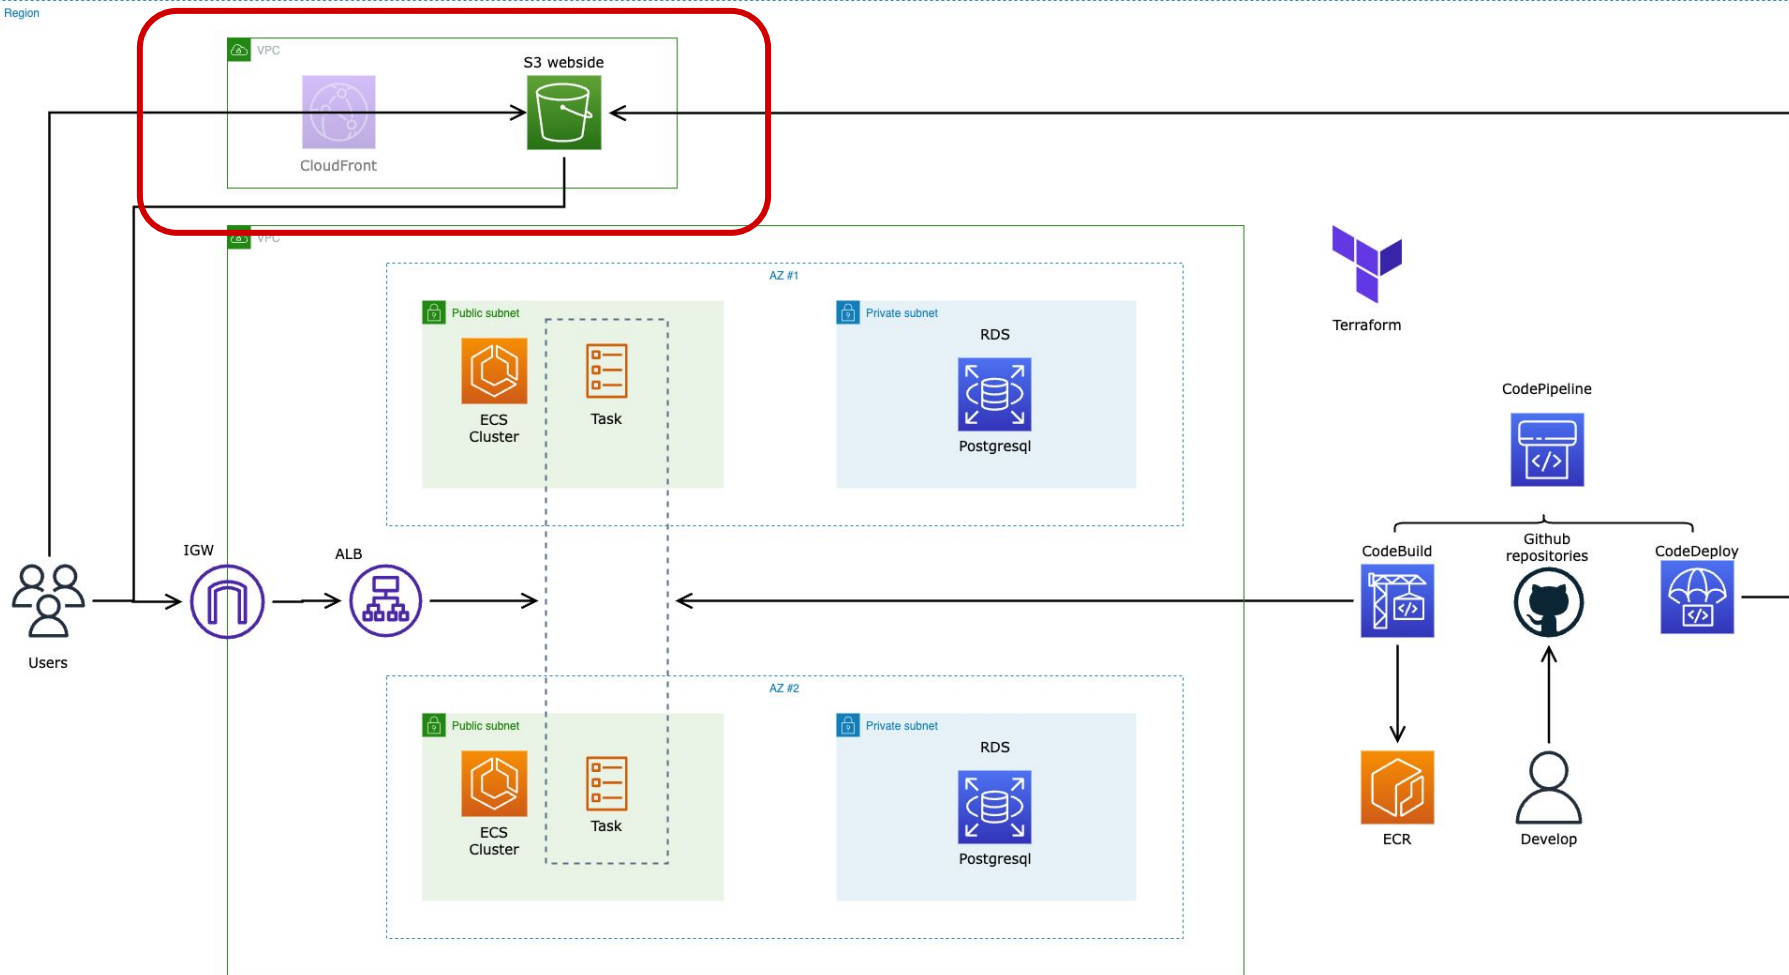 Region
VPC
S3 webside
CloudFront
VPC
AZ #1
Public subnet
ECS
Cluster
Task
Private subnet
RDS
Postgresql
Terraform
CodePipeline
CodeBuild
Github
repositories
CodeDeploy
IGW
ALB
Users
AZ #2
Public subnet
ECS
Cluster
Task
Private subnet
RDS
Postgresql
ECR
Develop